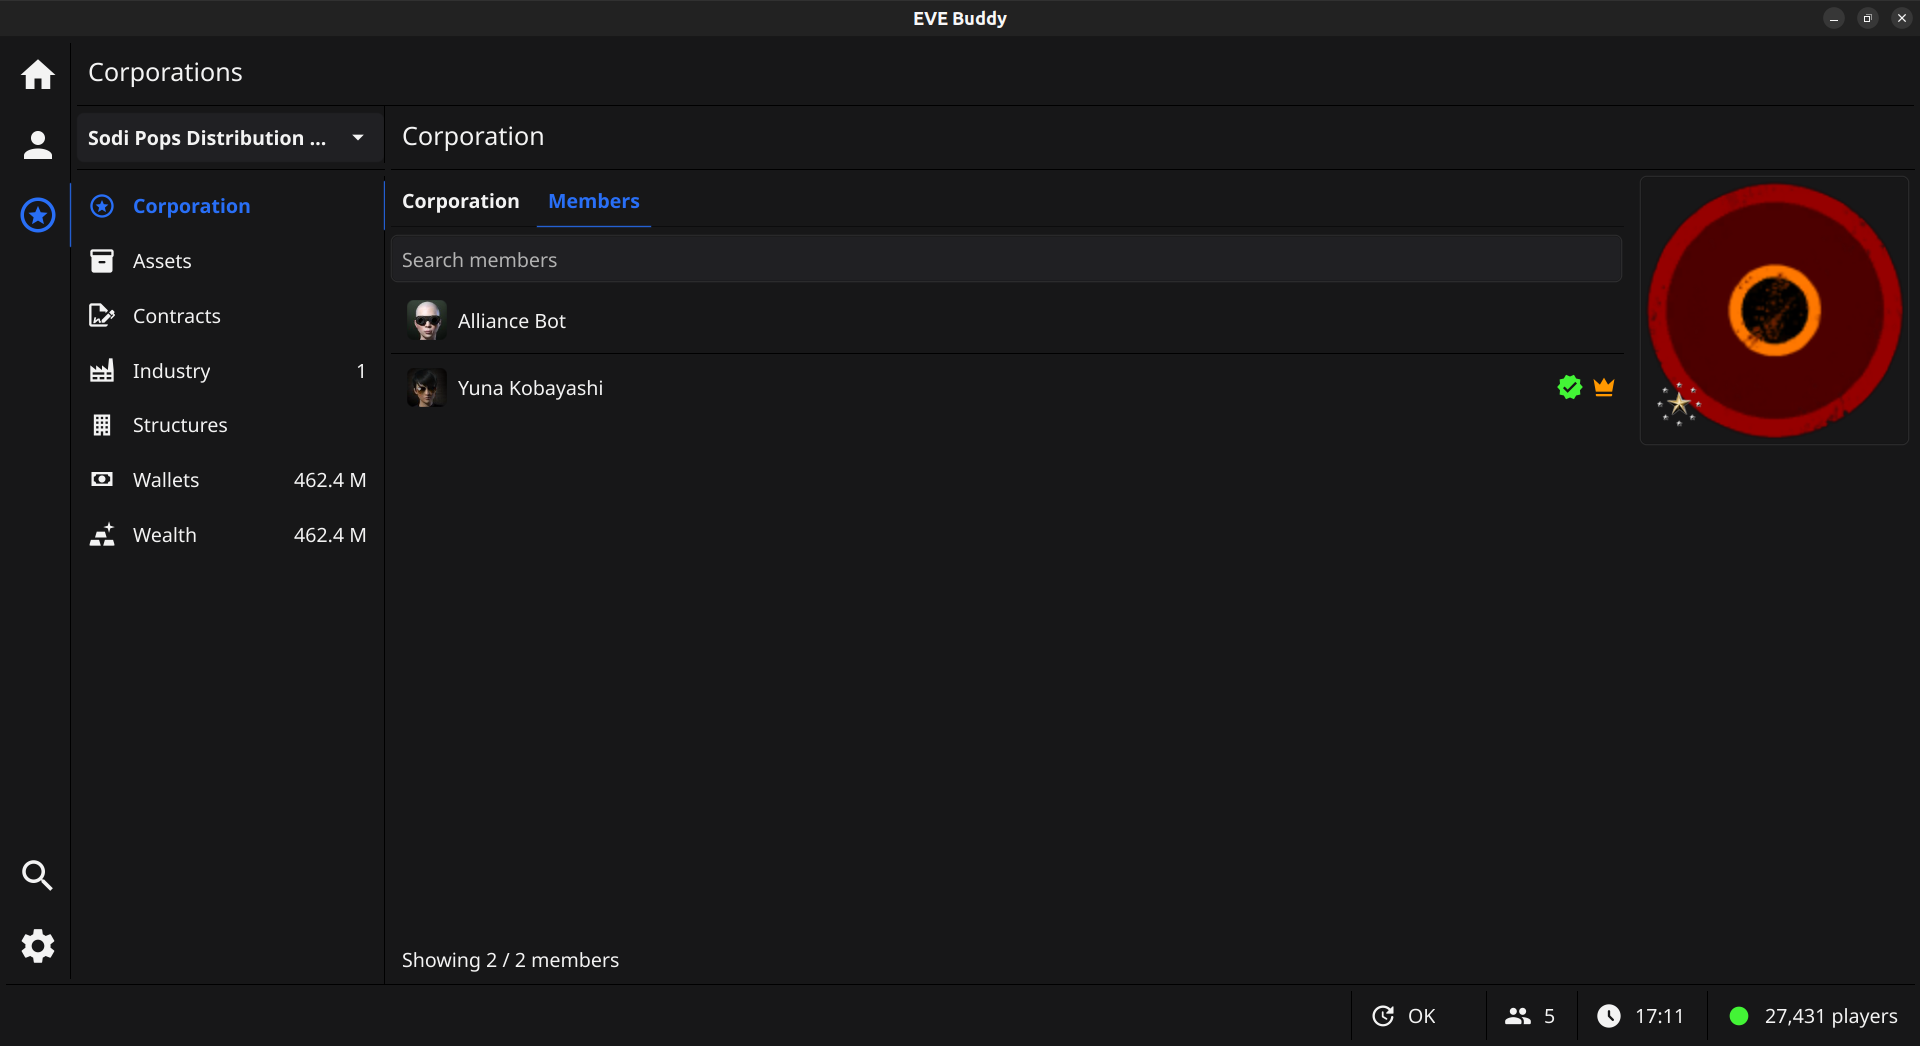 EVE Buddy
Corporations
Sodi Pops Distribution ...
Corporation
Assets
Contracts
Industry 1
Structures
Wallets 462.4 M
Wealth 462.4 M
Corporation
Corporation Members
Search members
Alliance Bot
Yuna Kobayashi
Showing 2 / 2 members
OK 5 17:11 27,431 players